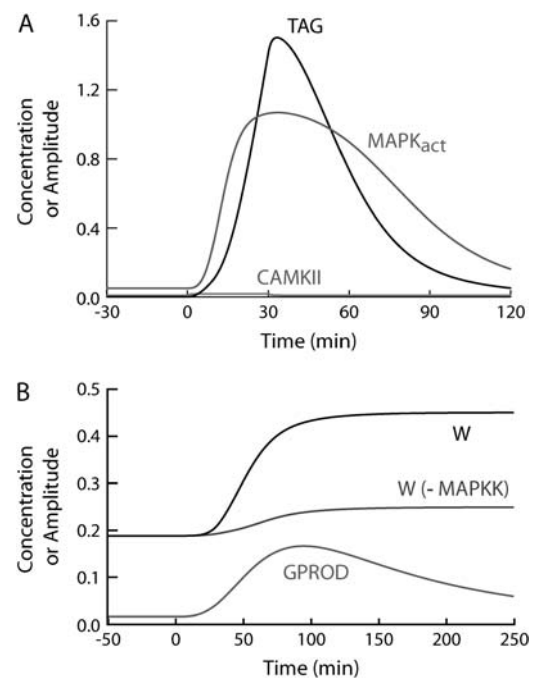 A
1.6
1.2
0.8
0.4
0.0
Concentration
or Amplitude
TAG
MAPKact
CAMKII
-30 0 30 60 90 120
Time (min)
B
0.5
0.4
0.3
0.2
0.1
0.0
Concentration
or Amplitude
W
W (- MAPKK)
GPROD
-50 0 50 100 150 200 250
Time (min)